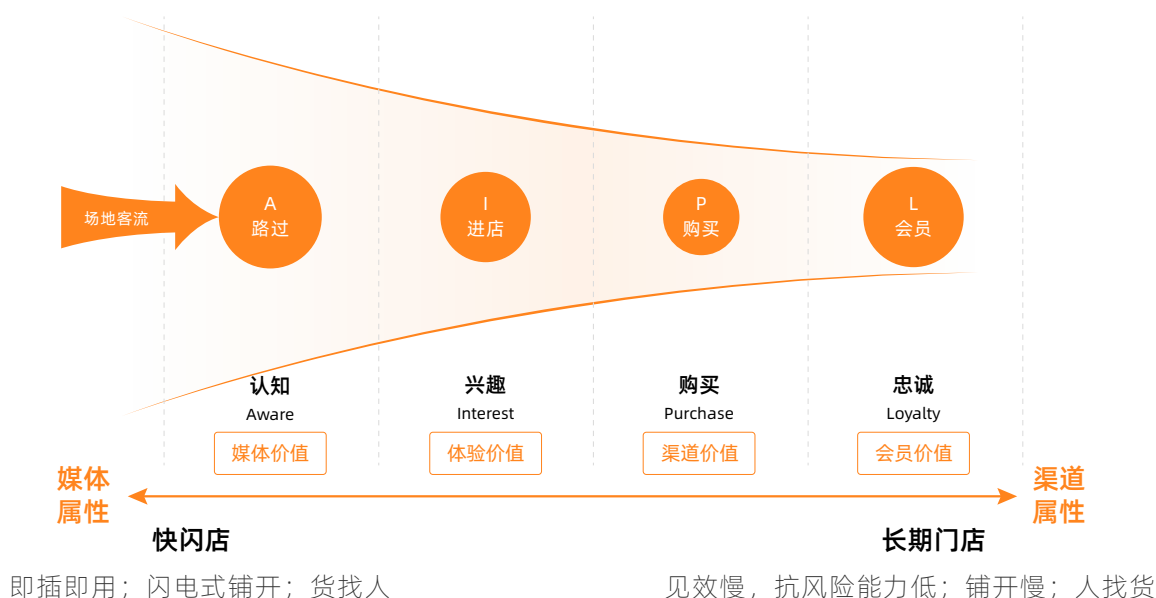 场地客流
A
路过
I
进店
P
购买
L
会员
认知
Aware
媒体价值
兴趣
Interest
体验价值
购买
Purchase
渠道价值
忠诚
Loyalty
会员价值
媒体
属性
渠道
属性
快闪店
长期门店
即插即用；闪电式铺开；货找人
见效慢，抗风险能力低；铺开慢；人找货